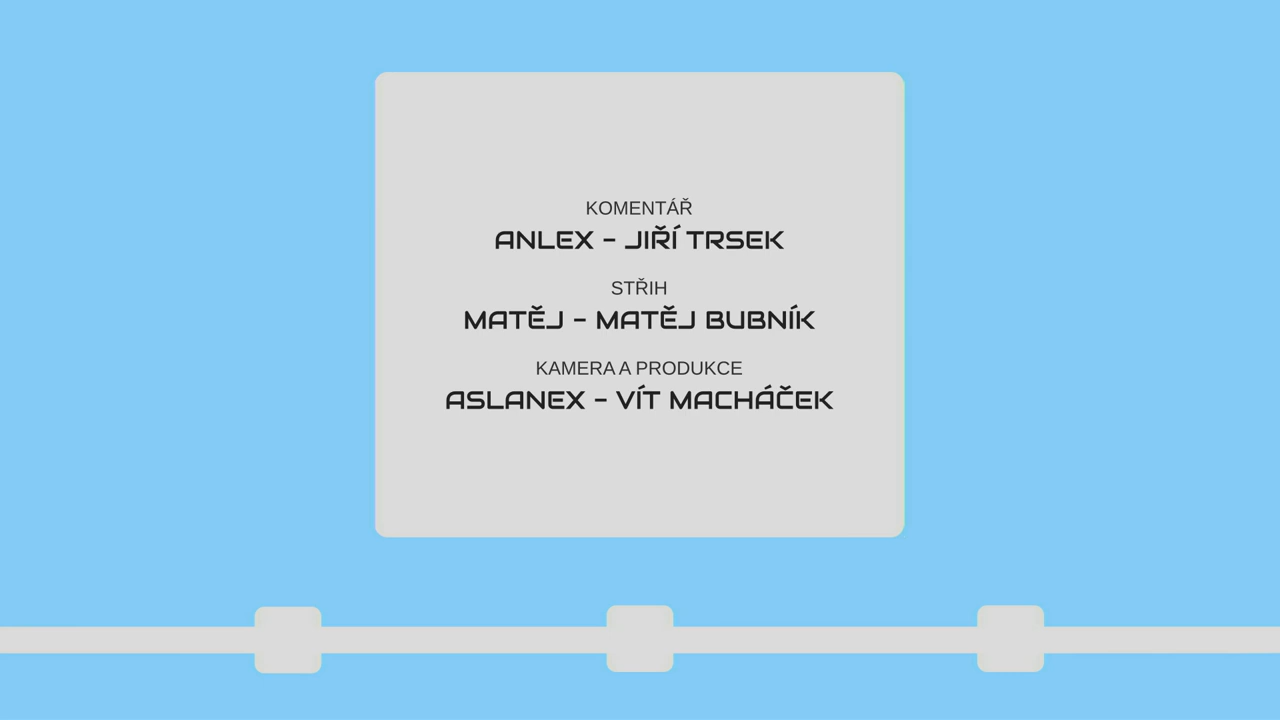 KOMENTÁŘ
ANLEX - JIŘÍ TRSEK
STŘIH
MATĚJ - MATĚJ BUBNÍK
KAMERA A PRODUKCE
ASLANEX - VÍT MACHÁČEK